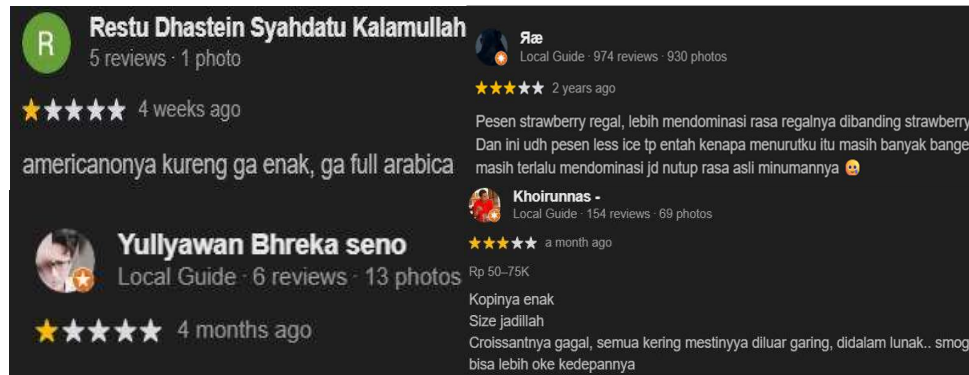 R
Restu Dhastein Syahdatu Kalamullah
5 reviews · 1 photo
4 weeks ago
americanonya kureng ga enak, ga full arabica
Yullyawan Bhreka seno
Local Guide · 6 reviews · 13 photos
4 months ago
Яæ
Local Guide · 974 reviews · 930 photos
2 years ago
Pesen strawberry regal, lebih mendominasi rasa regalnya dibanding strawberry
Dan ini udh pesen less ice tp entah kenapa menurutku itu masih banyak bange
masih terlalu mendominasi jd nutup rasa asli minumannya
Khoirunnas -
Local Guide · 154 reviews · 69 photos
a month ago
Rp 50–75K
Kopinya enak
Size jadillah
Croissantnya gagal, semua kering mestinyya diluar garing, didalam lunak.. smog
bisa lebih oke kedepannya